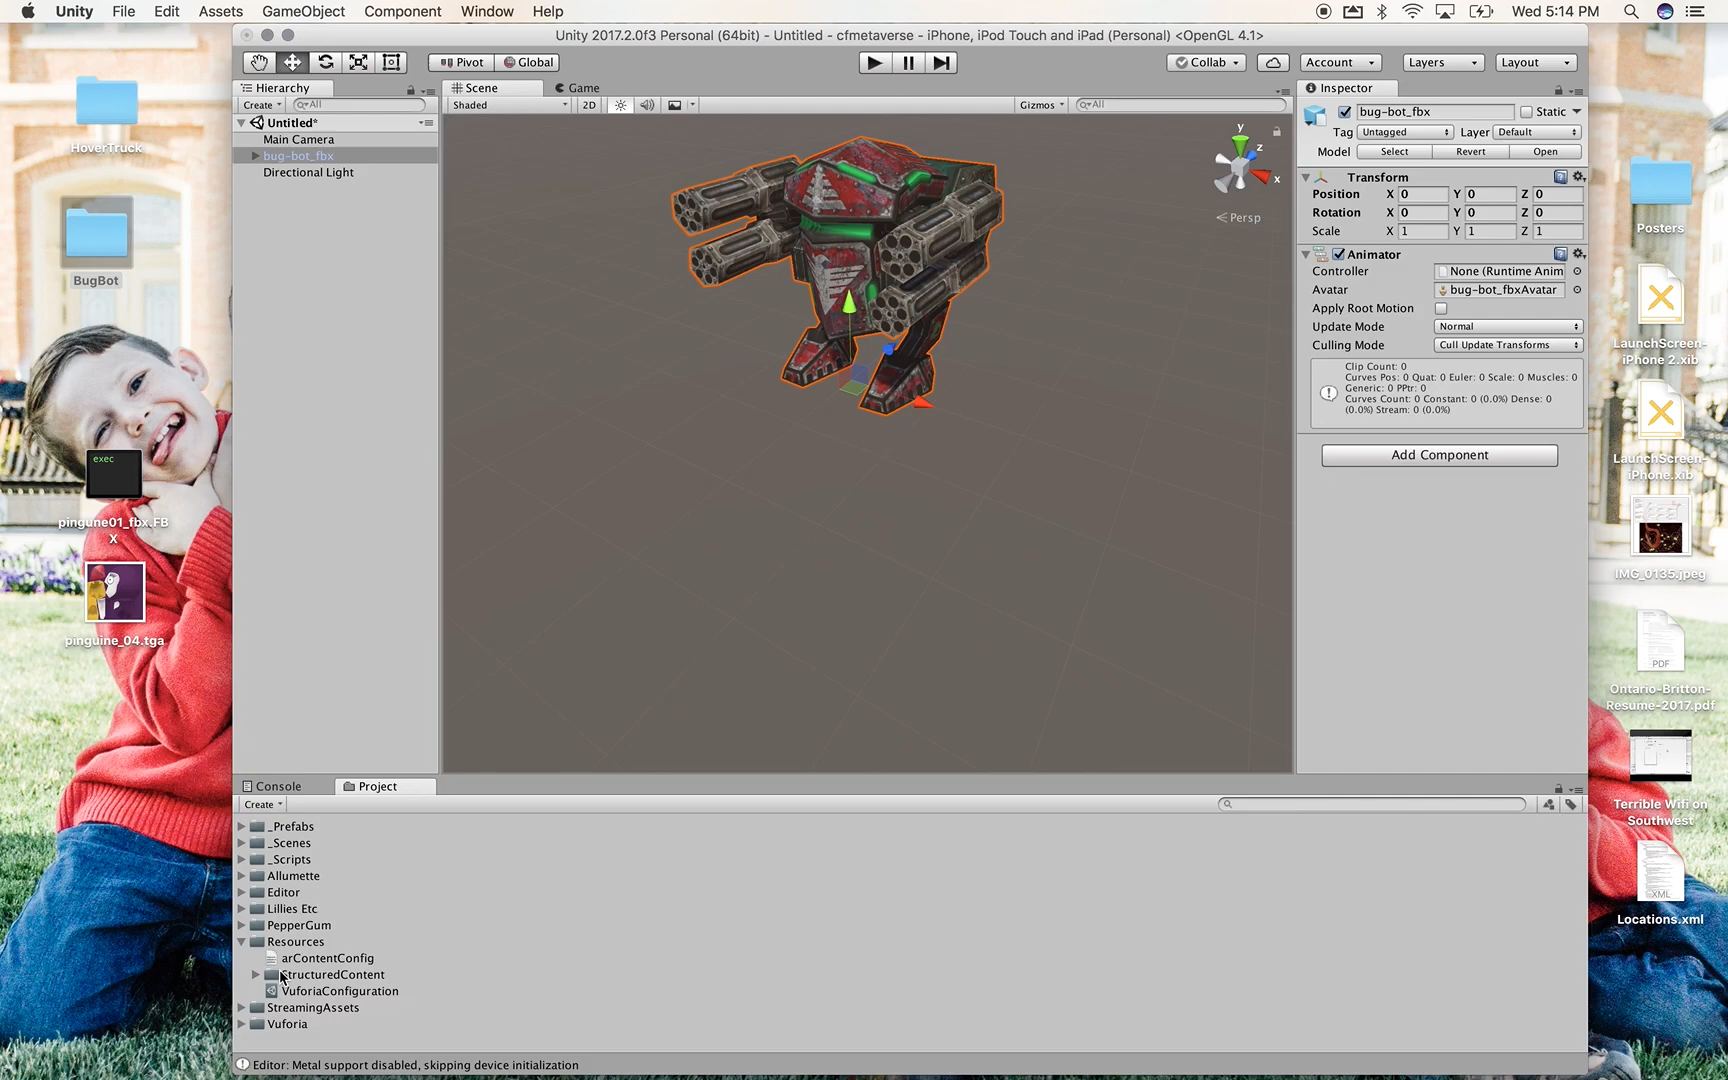 Unity File Edit Assets GameObject Component Window Help Wed 5:14 PM
Unity 2017.2.0f3 Personal (64bit) - Untitled - cfmetaverse - iPhone, iPod Touch and iPad (Personal) <OpenGL 4.1>
Pivot Global Collab Account Layers Layout
Hierarchy
Create All
Untitled*
Main Camera
bug-bot_fbx
Directional Light
Scene Game
Shaded 2D Gizmos All
y
z
x
Persp
Inspector
bug-bot_fbx Static
Tag Untagged Layer Default
Model Select Revert Open
Transform
Position X 0 Y 0 Z 0
Rotation X 0 Y 0 Z 0
Scale X 1 Y 1 Z 1
Animator
Controller None (Runtime Anim
Avatar bug-bot_fbxAvatar
Apply Root Motion
Update Mode Normal
Culling Mode Cull Update Transforms
Clip Count: 0
Curves Pos: 0 Quat: 0 Euler: 0 Scale: 0 Muscles: 0
Generic: 0 PPtr: 0
Curves Count: 0 Constant: 0 (0.0%) Dense: 0
(0.0%) Stream: 0 (0.0%)
Add Component
Console Project
Create
_Prefabs
_Scenes
_Scripts
Allumette
Editor
Lillies Etc
PepperGum
Resources
arContentConfig
StructuredContent
VuforiaConfiguration
StreamingAssets
Vuforia
Editor: Metal support disabled, skipping device initialization
HoverTruck
BugBot
exec
pingune01_fbx.FB
X
pinguine_04.tga
Posters
LaunchScreen-
iPhone 2.xib
LaunchScreen-
iPhone.xib
IMG_0135.jpeg
PDF
Ontario-Britton-
Resume-2017.pdf
Terrible Wifi on
Southwest
XML
Locations.xml